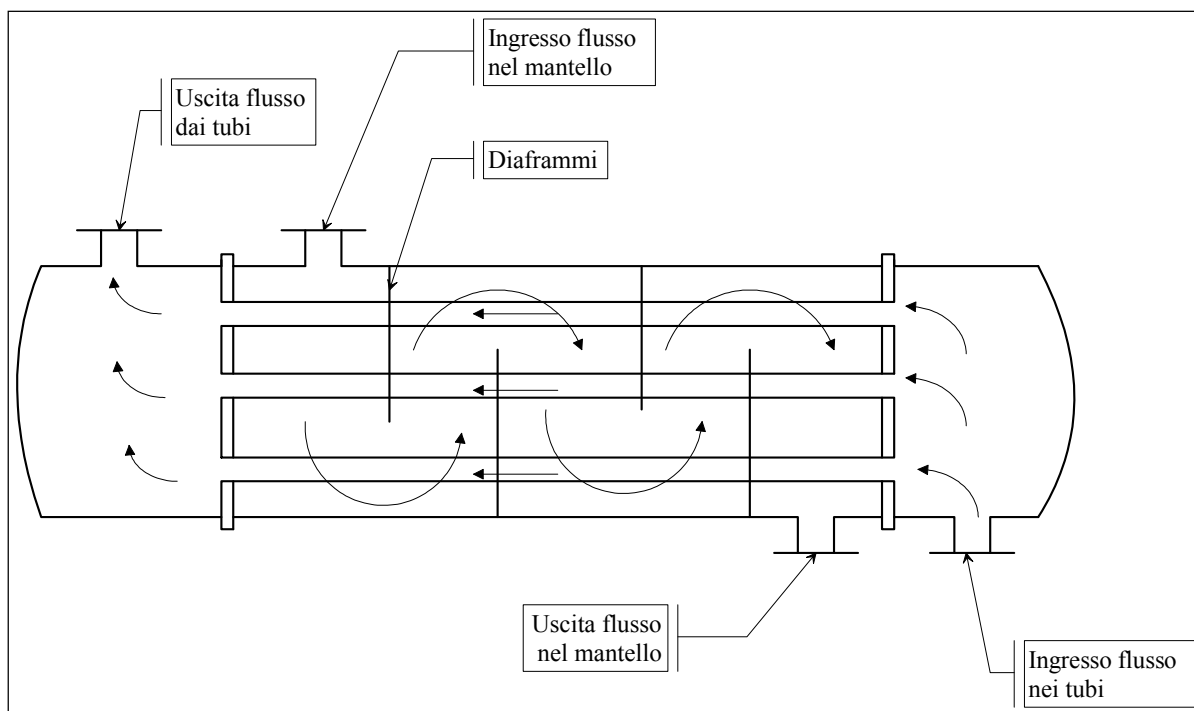 Ingresso flusso
nel mantello
Uscita flusso
dai tubi
Diaframmi
Uscita flusso
nel mantello
Ingresso flusso
nei tubi